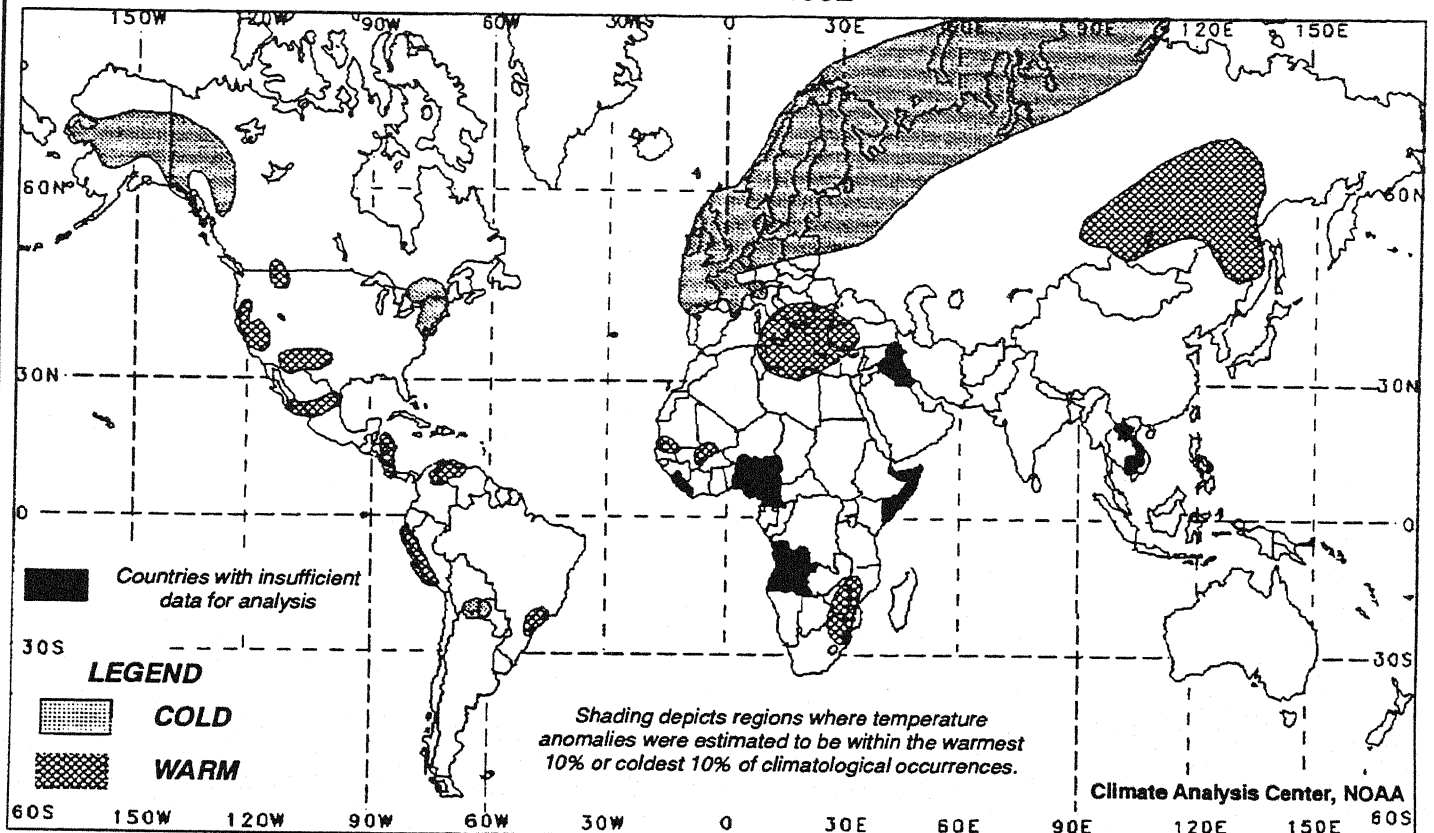 150W 120W 90W 60W 30W 0 30E 60E 90E 120E 150E
60N 60N
30N 30N
0 0
Countries with insufficient
data for analysis
30S 30S
LEGEND
COLD
WARM
Shading depicts regions where temperature
anomalies were estimated to be within the warmest
10% or coldest 10% of climatological occurrences.
Climate Analysis Center, NOAA
60S 150W 120W 90W 60W 30W 0 30E 60E 90E 120E 150E 60S